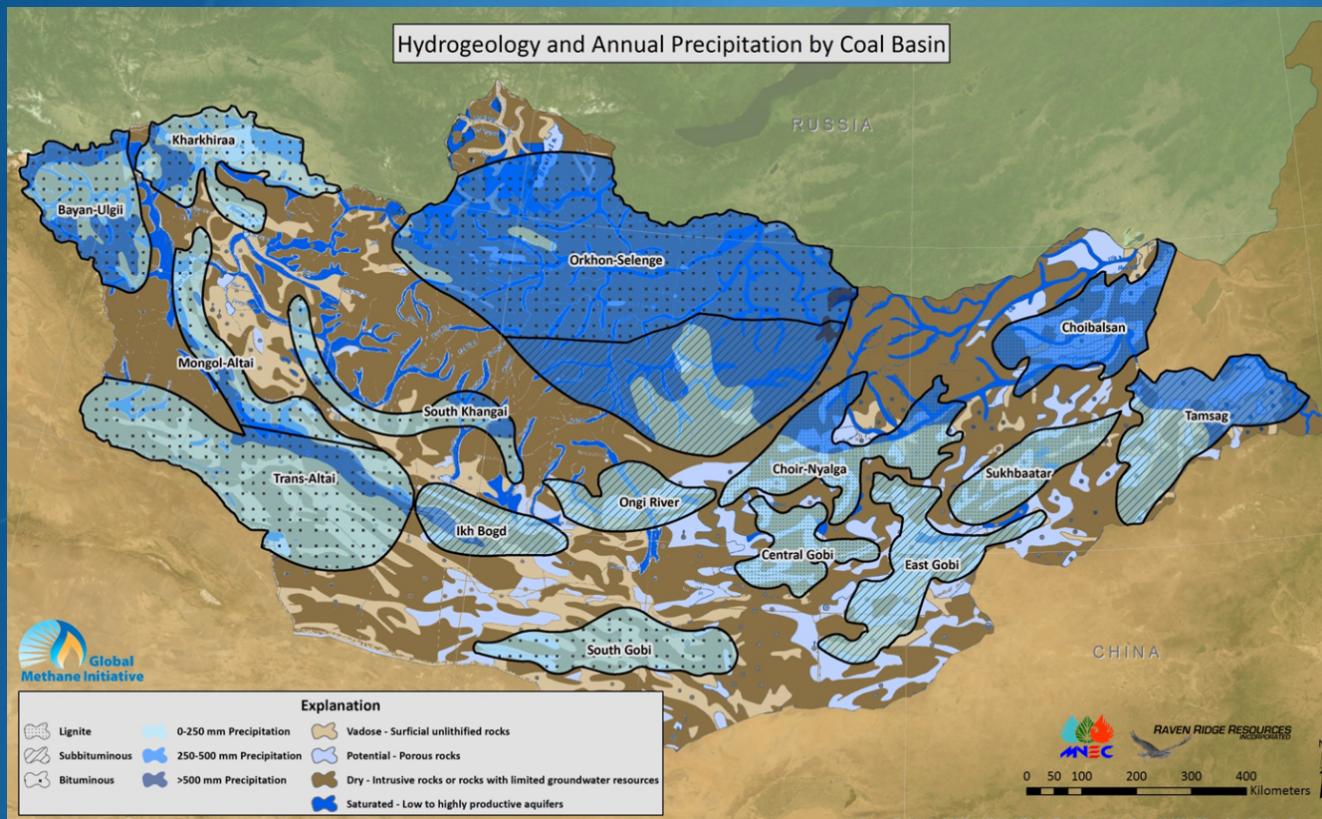 Hydrogeology and Annual Precipitation by Coal Basin
RUSSIA
Kharkhiraa
Bayan-Ulgii
Orkhon-Selenge
Choibalsan
Mongol-Altai
South Khangai
Tamsag
Trans-Altai
Choir-Nyalga
Sukhbaatar
Ongi River
Ikh Bogd
Central Gobi
East Gobi
South Gobi
CHINA
Global
Methane Initiative
Explanation
Lignite
Subbituminous
Bituminous
0-250 mm Precipitation
250-500 mm Precipitation
>500 mm Precipitation
Vadose - Surficial unlithified rocks
Potential - Porous rocks
Dry - Intrusive rocks or rocks with limited groundwater resources
Saturated - Low to highly productive aquifers
MNEC
RAVEN RIDGE RESOURCES
INCORPORATED
0 50 100 200 300 400
Kilometers